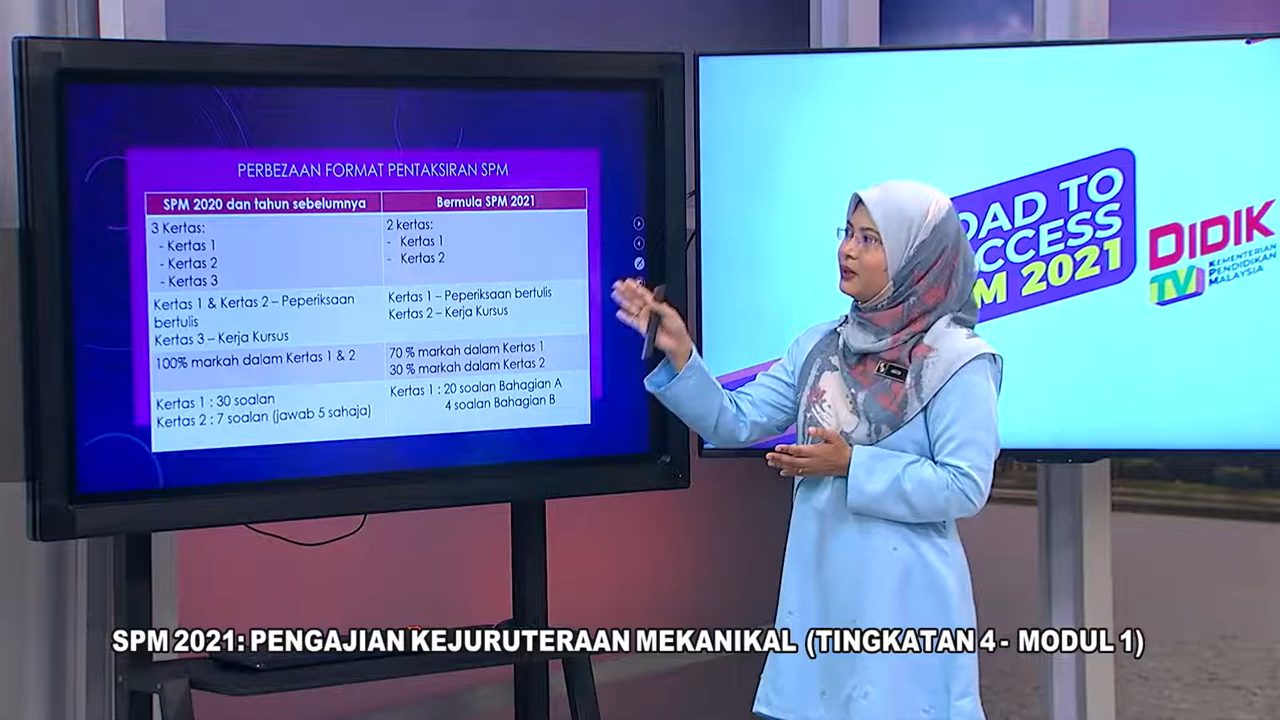 PERBEZAAN FORMAT PENTAKSIRAN SPM
SPM 2020 dan tahun sebelumnya
Bermula SPM 2021
3 Kertas:
- Kertas 1
- Kertas 2
- Kertas 3
2 kertas:
- Kertas 1
- Kertas 2
Kertas 1 & Kertas 2 – Peperiksaan
bertulis
Kertas 3 – Kerja Kursus
Kertas 1 – Peperiksaan bertulis
Kertas 2 – Kerja Kursus
100% markah dalam Kertas 1 & 2
70 % markah dalam Kertas 1
30 % markah dalam Kertas 2
Kertas 1 : 30 soalan
Kertas 2 : 7 soalan (jawab 5 sahaja)
Kertas 1 : 20 soalan Bahagian A
4 soalan Bahagian B
OAD TO
CCESS
M 2021
DIDIK
TV
KEMENTERIAN
PENDIDIKAN
MALAYSIA
SPM 2021: PENGAJIAN KEJURUTERAAN MEKANIKAL (TINGKATAN 4 - MODUL 1)